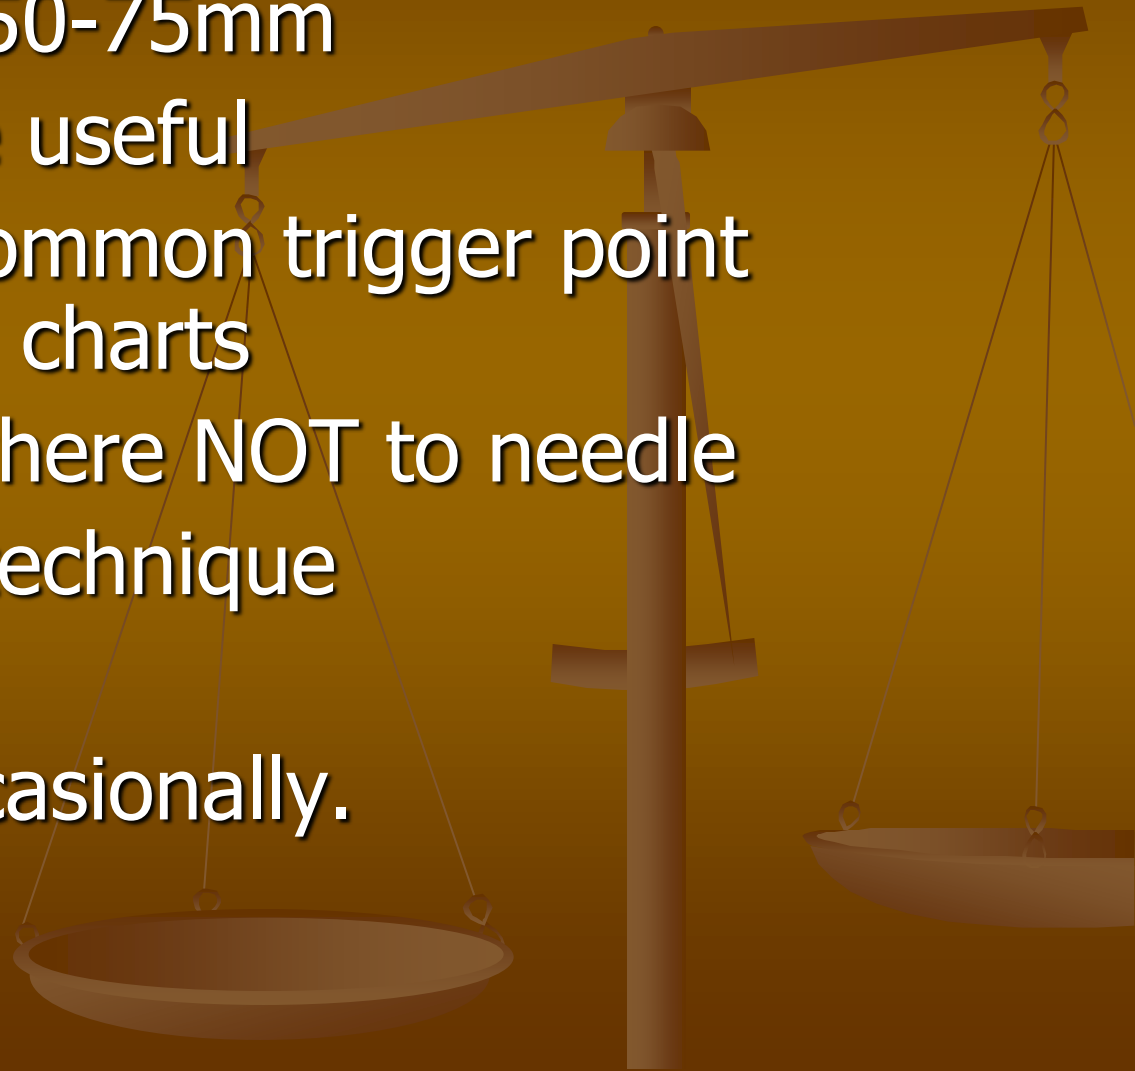 50-75mm
useful
ommon trigger point
charts
here NOT to needle
echnique
casionally.